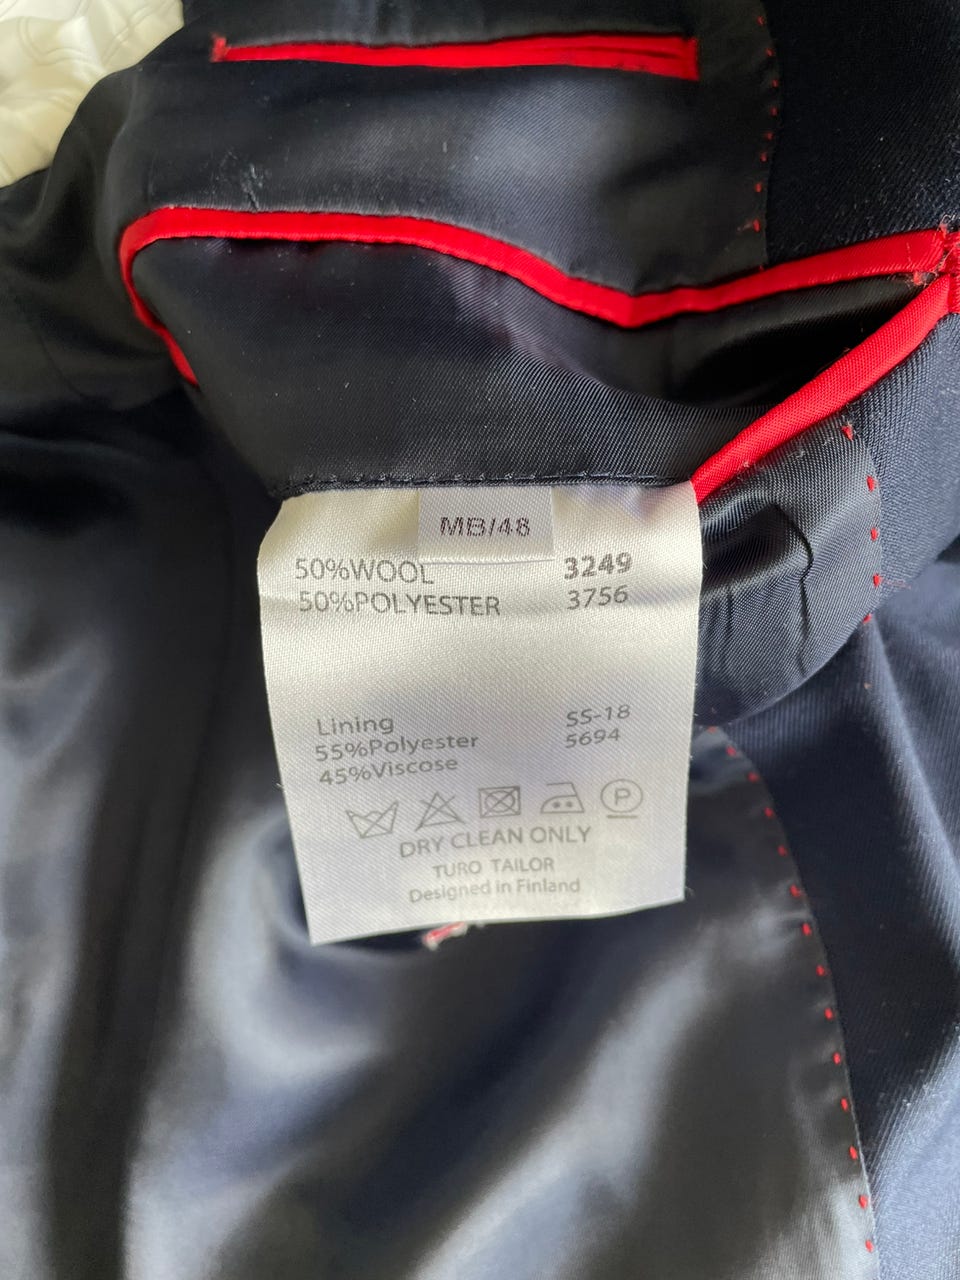 MB/48
50%WOOL 3249
50%POLYESTER 3756
Lining SS-18
55%Polyester 5694
45%Viscose
P
DRY CLEAN ONLY
TURO TAILOR
Designed in Finland